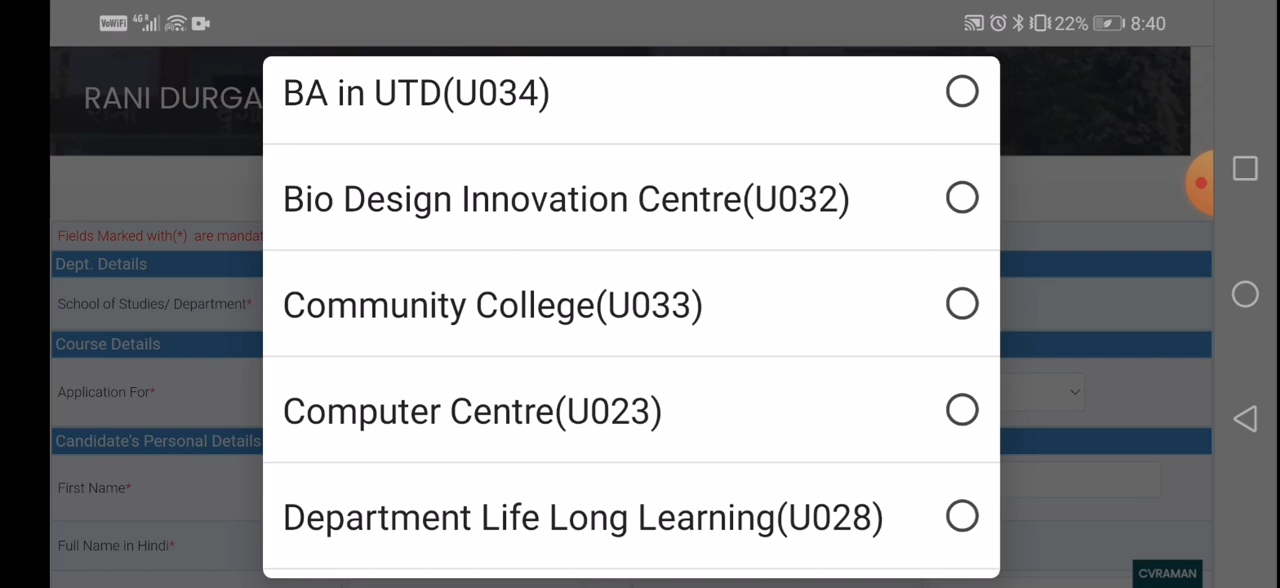 VoWiFi 4G R 22% 8:40
RANI DURGA
BA in UTD(U034)
Bio Design Innovation Centre(U032)
Community College(U033)
Computer Centre(U023)
Department Life Long Learning(U028)
Fields Marked with(*) are mandat
Dept. Details
School of Studies/ Department*
Course Details
Application For*
Candidate's Personal Details
First Name*
Full Name in Hindi*
CVRAMAN